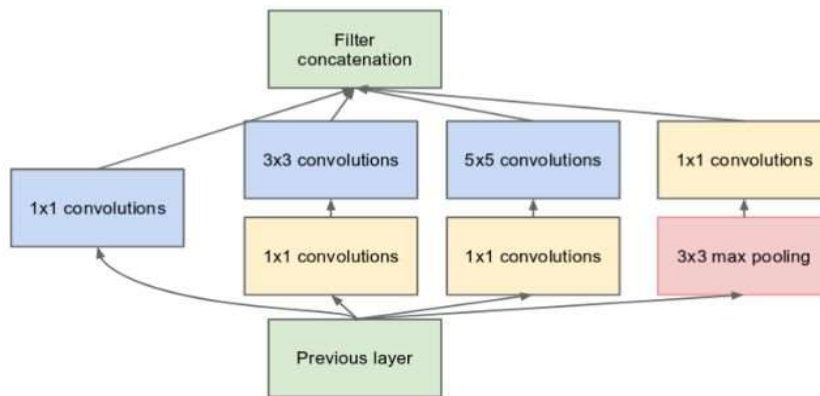 Filter
concatenation
3x3 convolutions
5x5 convolutions
1x1 convolutions
1x1 convolutions
1x1 convolutions
1x1 convolutions
3x3 max pooling
Previous layer